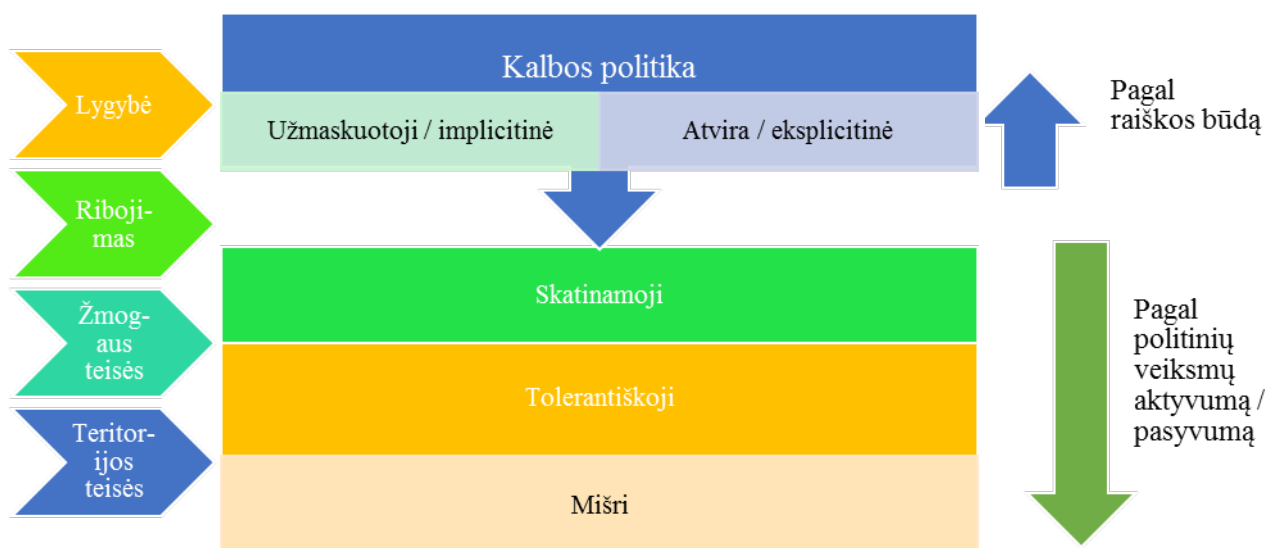 Lygybė
Riboji-
mas
Žmog-
aus
teisės
Teritor-
ijos
teisės
Kalbos politika
Užmaskuotoji / implicitinė
Atvira / eksplicitinė
Skatinamoji
Tolerantiškoji
Mišri
Pagal
raiškos būdą
Pagal
politinių
veiksmų
aktyvumą /
pasyvumą